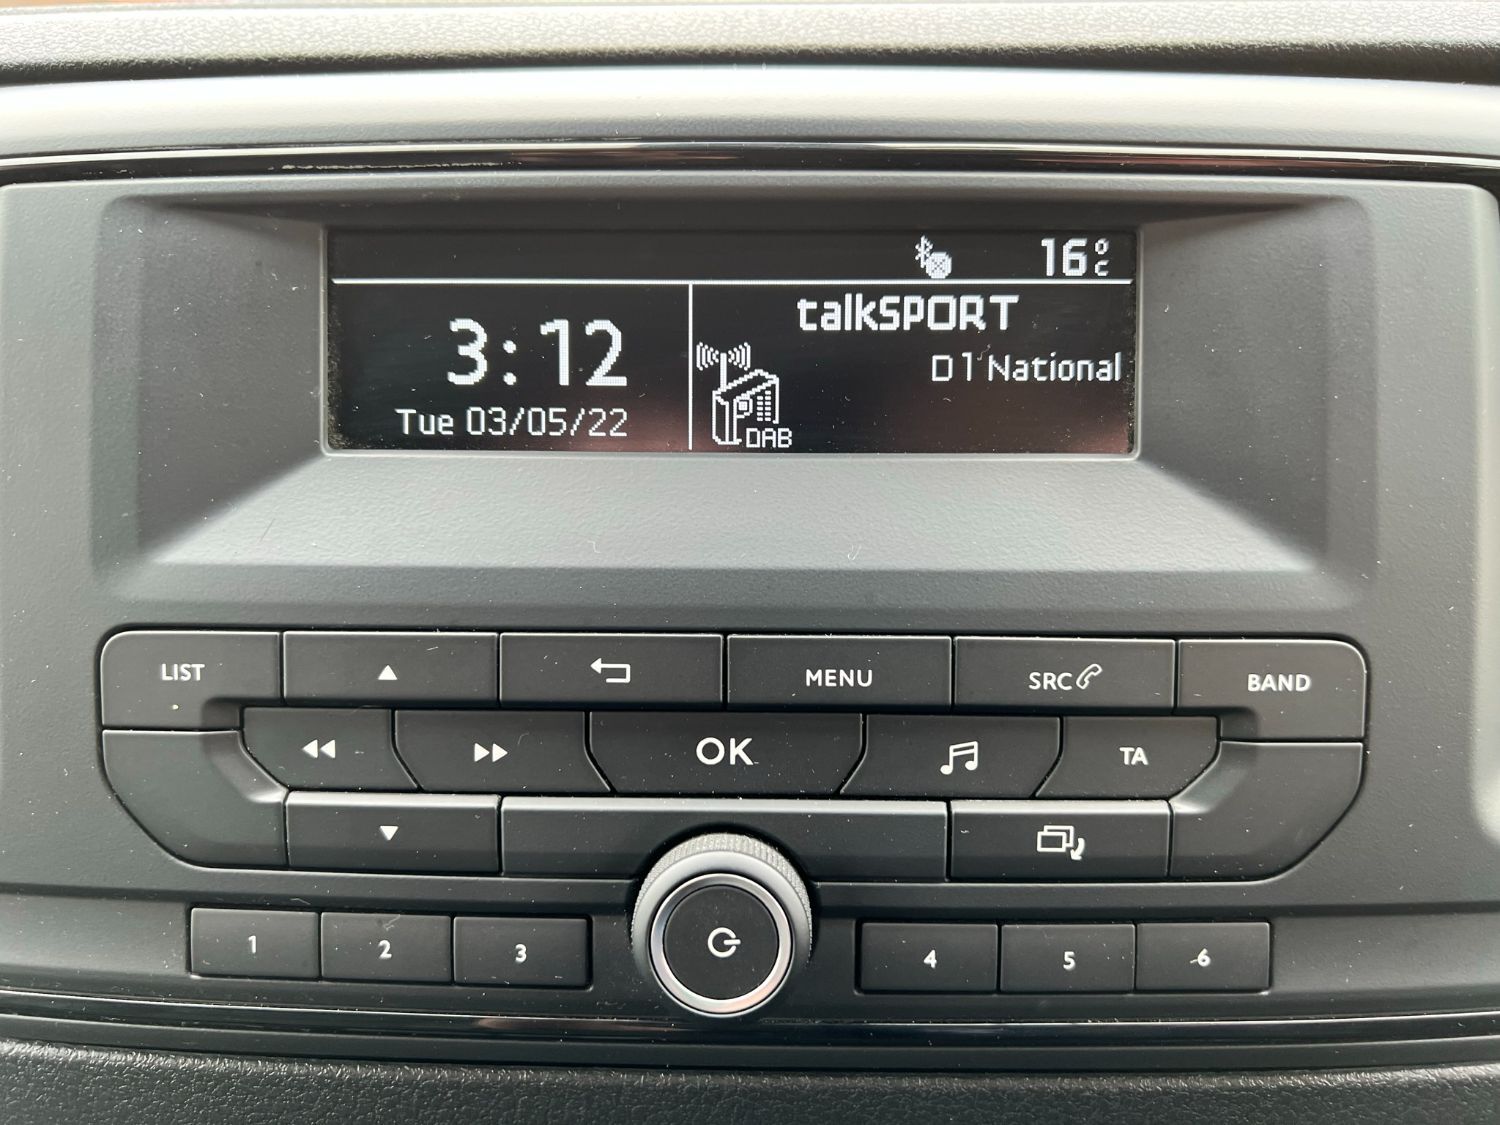 16°C
talkSPORT
3:12
D1 National
Tue 03/05/22
DAB
LIST
MENU
SRC
BAND
OK
TA
1
2
3
4
5
6